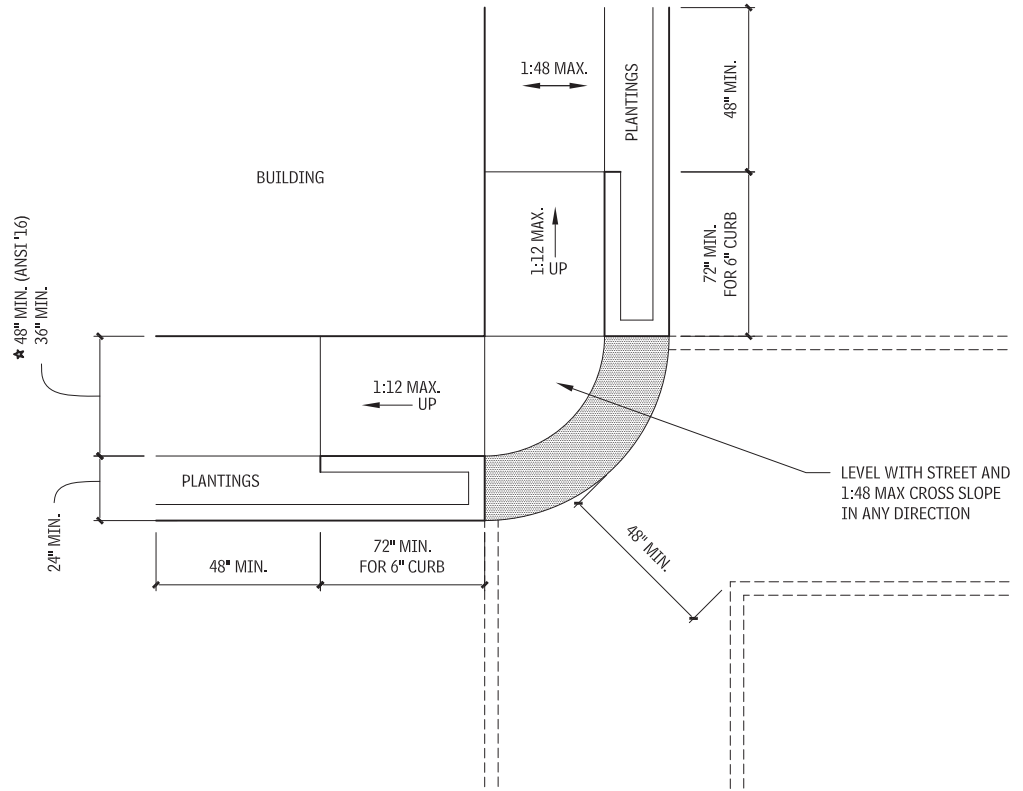 1:48 MAX.
PLANTINGS
48" MIN.
BUILDING
1:12 MAX.
UP
72" MIN.
FOR 6" CURB
★ 48" MIN. (ANSI '16)
36" MIN.
1:12 MAX.
UP
PLANTINGS
24" MIN.
48" MIN.
72" MIN.
FOR 6" CURB
48" MIN.
LEVEL WITH STREET AND
1:48 MAX CROSS SLOPE
IN ANY DIRECTION